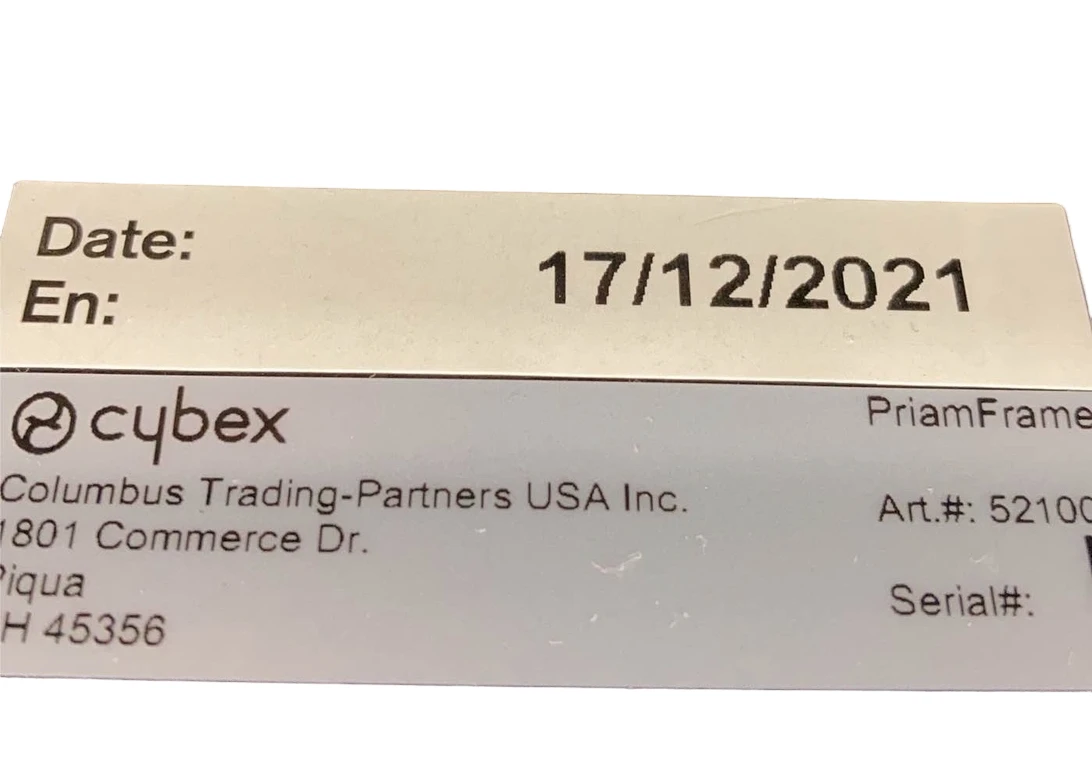 Date:
En:
17/12/2021
cybex
PriamFrame
Columbus Trading-Partners USA Inc.
Art.#: 52100
1801 Commerce Dr.
Piqua
Serial#:
H 45356